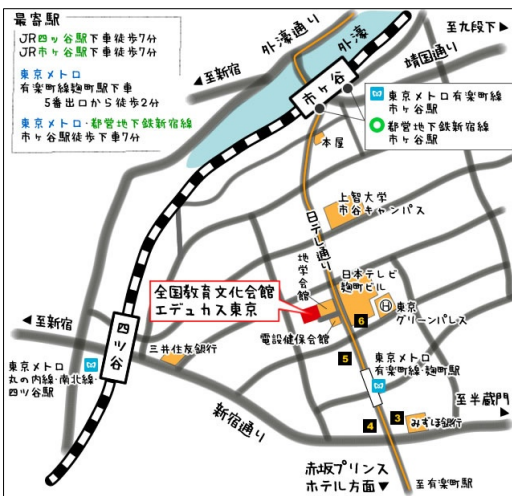 最寄駅
JR四ッ谷駅下車徒歩7分
JR市ヶ谷駅下車徒歩7分
東京メトロ
有楽町線麹町駅下車
5番出口から徒歩2分
東京メトロ・都営地下鉄新宿線
市ヶ谷駅徒歩下車7分
外濠通り
外濠
至九段下▶
靖国通り
◀至新宿
市ヶ谷
東京メトロ有楽町線
市ヶ谷駅
都営地下鉄新宿線
市ヶ谷駅
本屋
上智大学
市谷キャンパス
日テレ通り
地学会館
日本テレビ
麹町ビル
全国教育文化会館
エデュカス東京
H
東京
グリーンパレス
6
電設健保会館
◀至新宿
四ッ谷
三井住友銀行
5
東京メトロ
有楽町線・麹町駅
東京メトロ
丸の内線・南北線・
四ッ谷駅
新宿通り
至半蔵門
▶
3
4
みずほ銀行
赤坂プリンス
ホテル方面▼
至有楽町駅